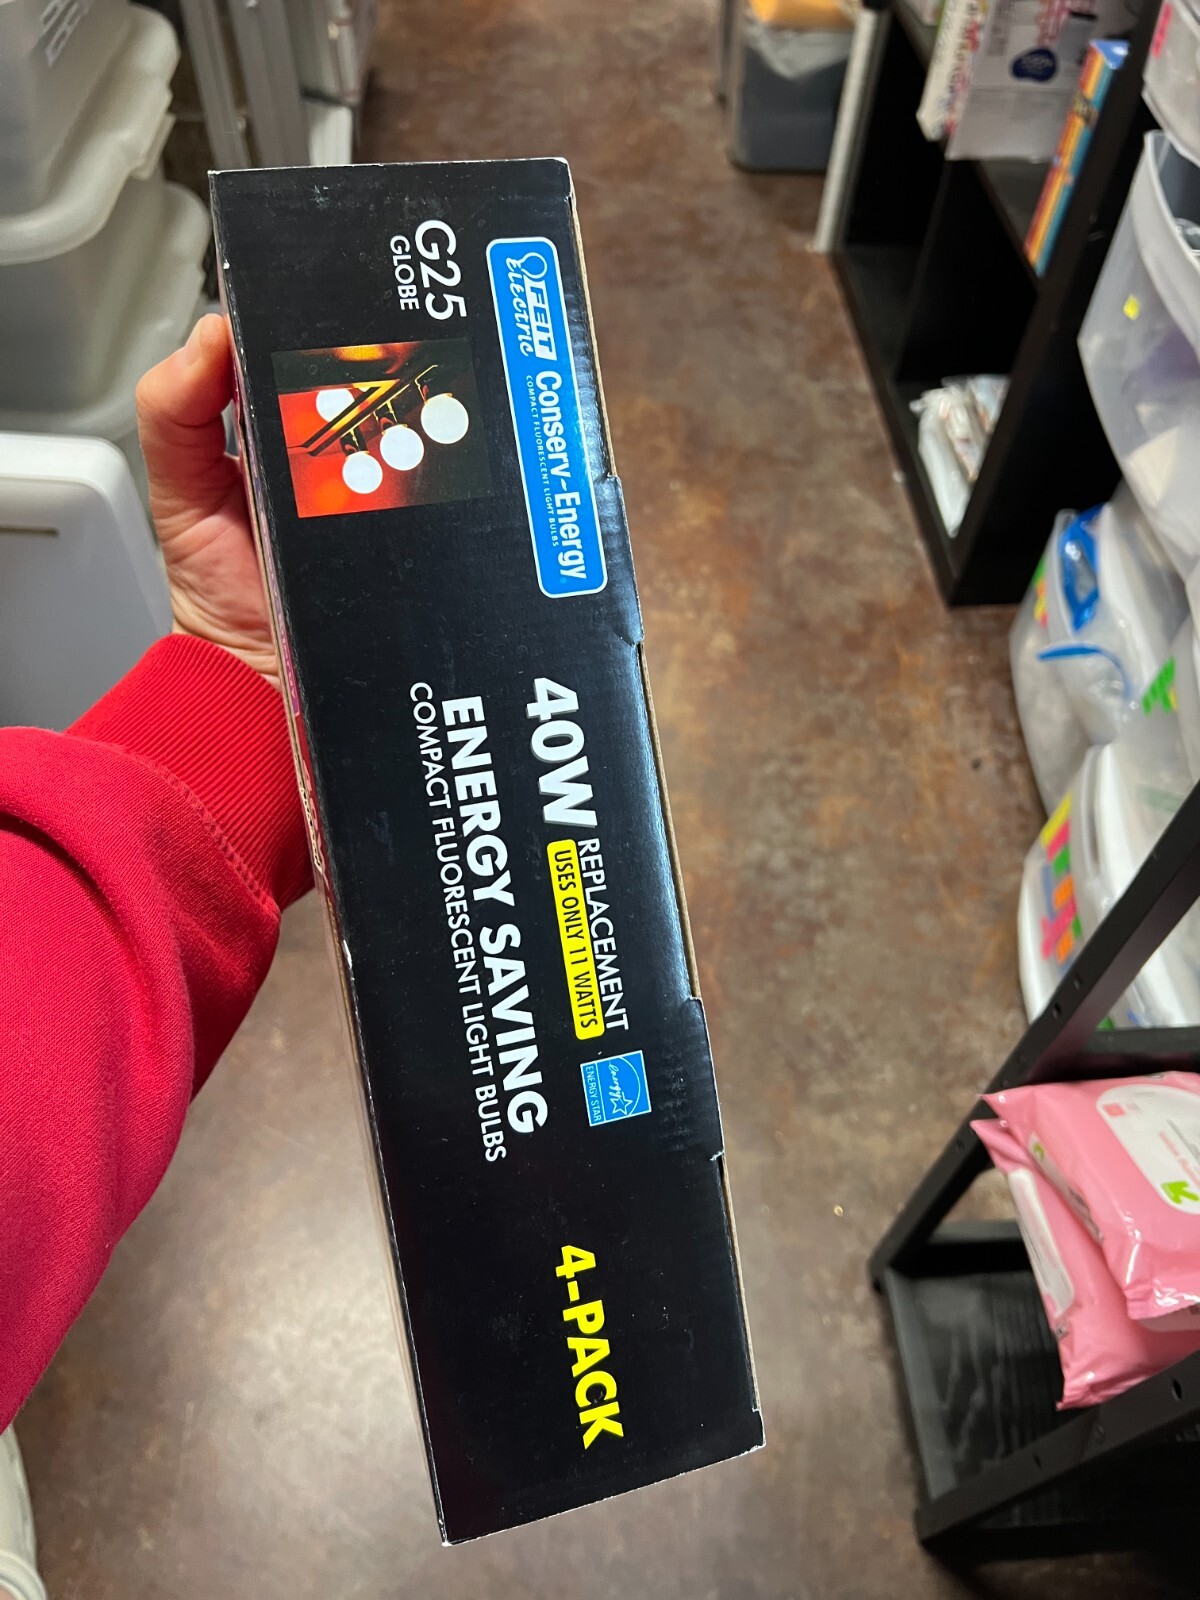 FEIT
Electric
Conserv-Energy
COMPACT FLUORESCENT LIGHT BULBS
G25
GLOBE
40W REPLACEMENT
USES ONLY 11 WATTS
ENERGY SAVING
COMPACT FLUORESCENT LIGHT BULBS
energy
ENERGY STAR
4-PACK